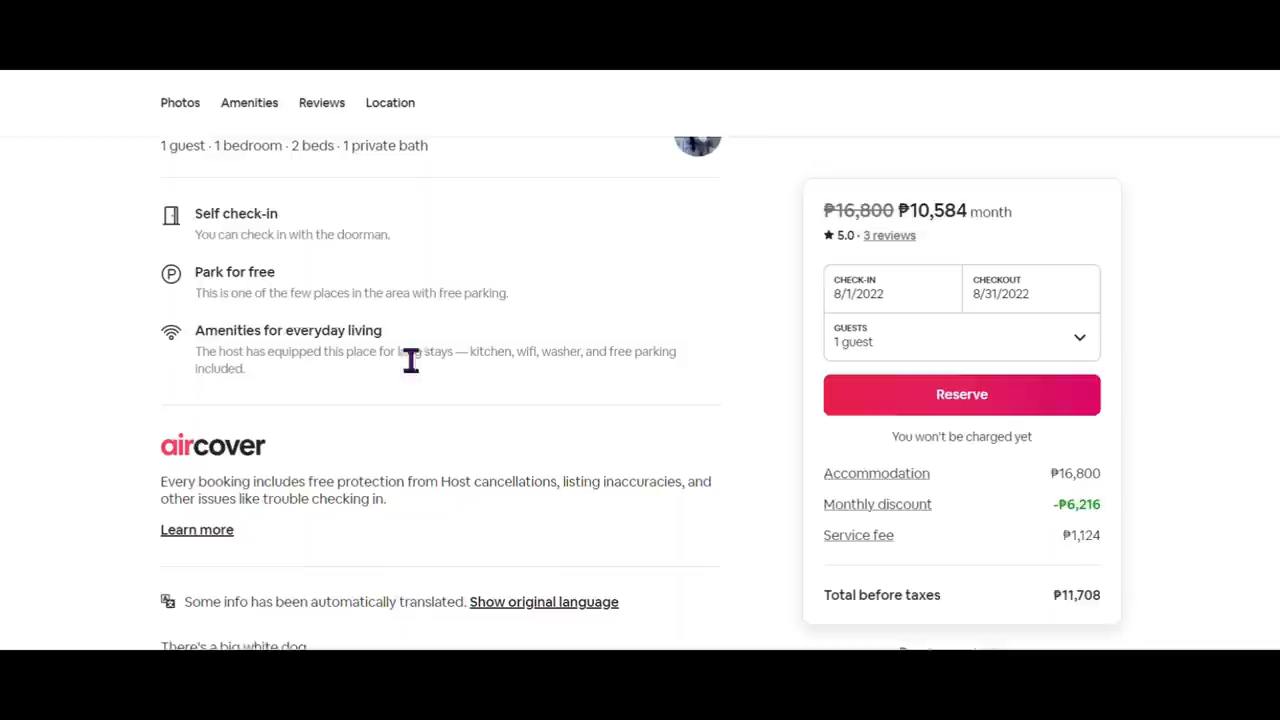 Photos Amenities Reviews Location
1 guest · 1 bedroom · 2 beds · 1 private bath
Self check-in
You can check in with the doorman.
Park for free
This is one of the few places in the area with free parking.
Amenities for everyday living
The host has equipped this place for long stays — kitchen, wifi, washer, and free parking
included.
aircover
Every booking includes free protection from Host cancellations, listing inaccuracies, and
other issues like trouble checking in.
Learn more
Some info has been automatically translated. Show original language
There's a big white dog
₱16,800 ₱10,584 month
★ 5.0 · 3 reviews
CHECK-IN CHECKOUT
8/1/2022 8/31/2022
GUESTS
1 guest
Reserve
You won't be charged yet
Accommodation ₱16,800
Monthly discount -₱6,216
Service fee ₱1,124
Total before taxes ₱11,708